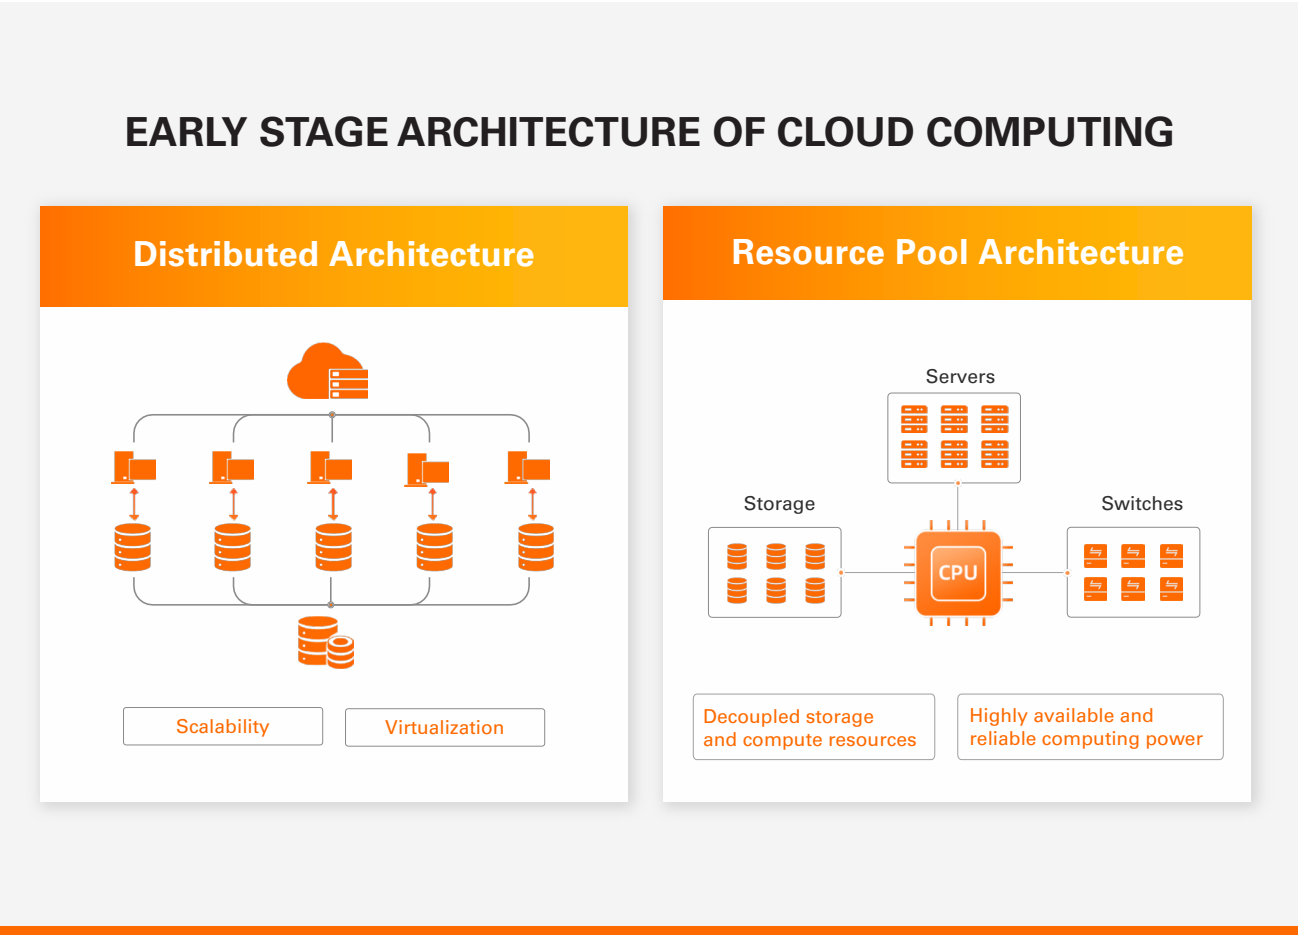 EARLY STAGE ARCHITECTURE OF CLOUD COMPUTING
Distributed Architecture
Scalability
Virtualization
Resource Pool Architecture
Servers
Storage
Switches
CPU
Decoupled storage
and compute resources
Highly available and
reliable computing power